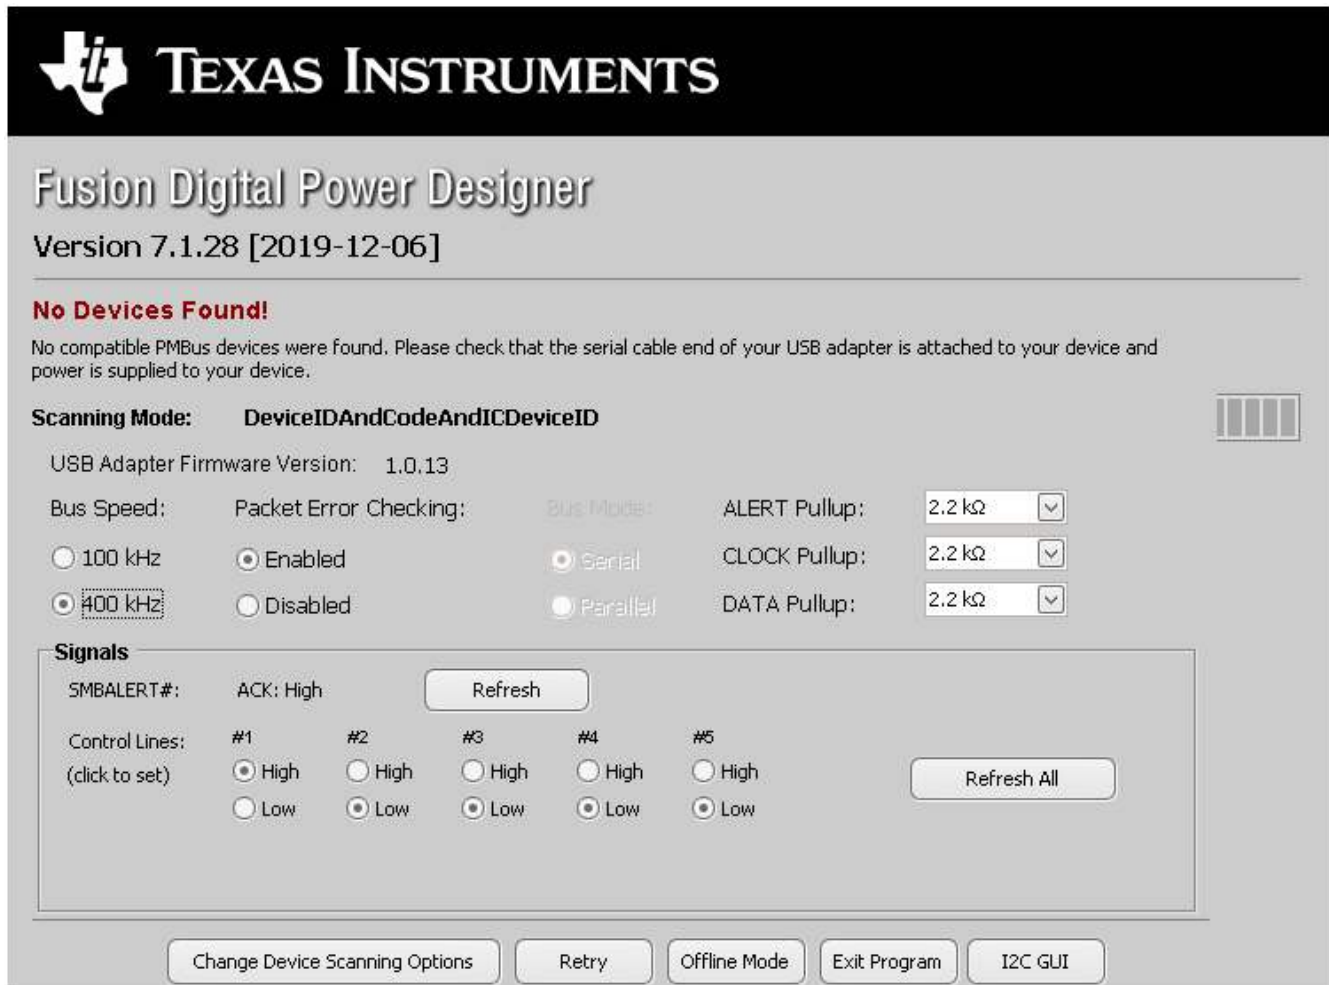 TEXAS INSTRUMENTS
Fusion Digital Power Designer
Version 7.1.28 [2019-12-06]
No Devices Found!
No compatible PMBus devices were found. Please check that the serial cable end of your USB adapter is attached to your device and
power is supplied to your device.
Scanning Mode: DeviceIDAndCodeAndICDeviceID
USB Adapter Firmware Version: 1.0.13
Bus Speed: Packet Error Checking: Bus Mode: ALERT Pullup: 2.2 kΩ
100 kHz Enabled Serial CLOCK Pullup: 2.2 kΩ
400 kHz Disabled Parallel DATA Pullup: 2.2 kΩ
Signals
SMBALERT#: ACK: High Refresh
Control Lines: #1 #2 #3 #4 #5
(click to set) High High High High High Refresh All
Low Low Low Low Low
Change Device Scanning Options Retry Offline Mode Exit Program I2C GUI